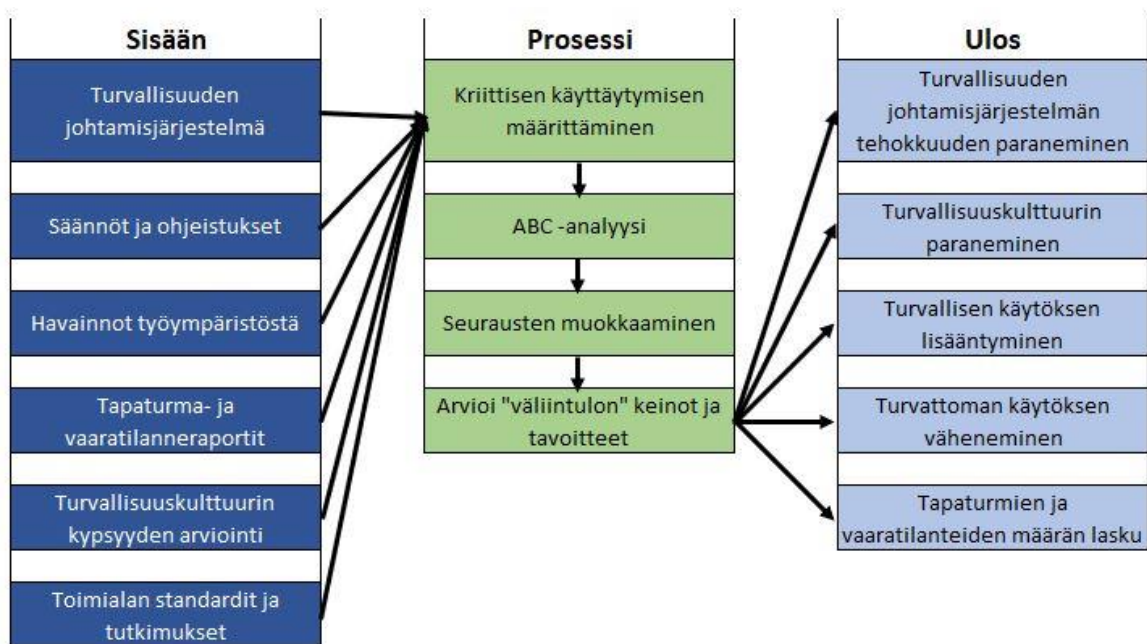 Sisään
Turvallisuuden
johtamisjärjestelmä
Säännöt ja ohjeistukset
Havainnot työympäristöstä
Tapaturma- ja
vaaratilanneraportit
Turvallisuuskulttuurin
kypsyyden arviointi
Toimialan standardit ja
tutkimukset
Prosessi
Kriittisen käyttäytymisen
määrittäminen
ABC -analyysi
Seurausten muokkaaminen
Arvioi "väliintulon" keinot ja
tavoitteet
Ulos
Turvallisuuden
johtamisjärjestelmän
tehokkuuden paraneminen
Turvallisuuskulttuurin
paraneminen
Turvallisen käytöksen
lisääntyminen
Turvattoman käytöksen
väheneminen
Tapaturmien ja
vaaratilanteiden määrän lasku